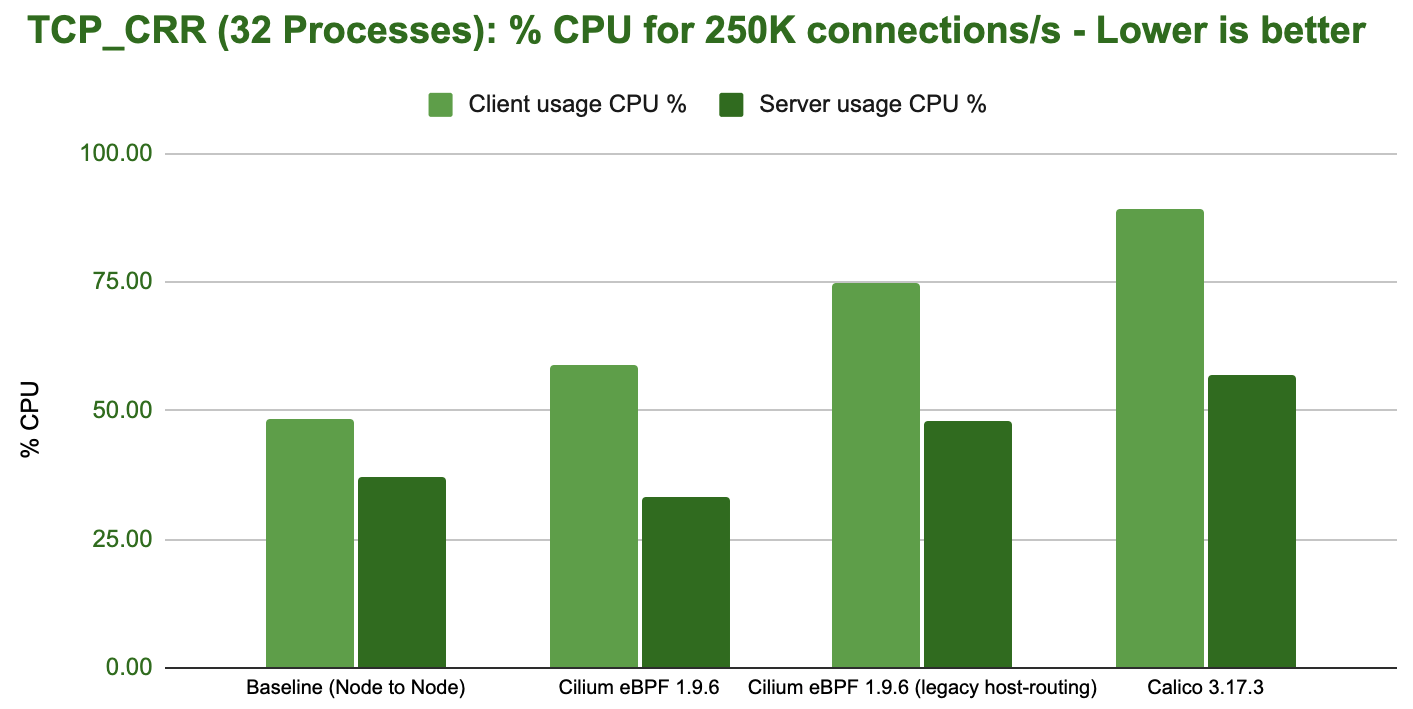 TCP_CRR (32 Processes): % CPU for 250K connections/s - Lower is better
Client usage CPU %
Server usage CPU %
100.00
75.00
50.00
25.00
0.00
% CPU
Baseline (Node to Node)
Cilium eBPF 1.9.6
Cilium eBPF 1.9.6 (legacy host-routing)
Calico 3.17.3